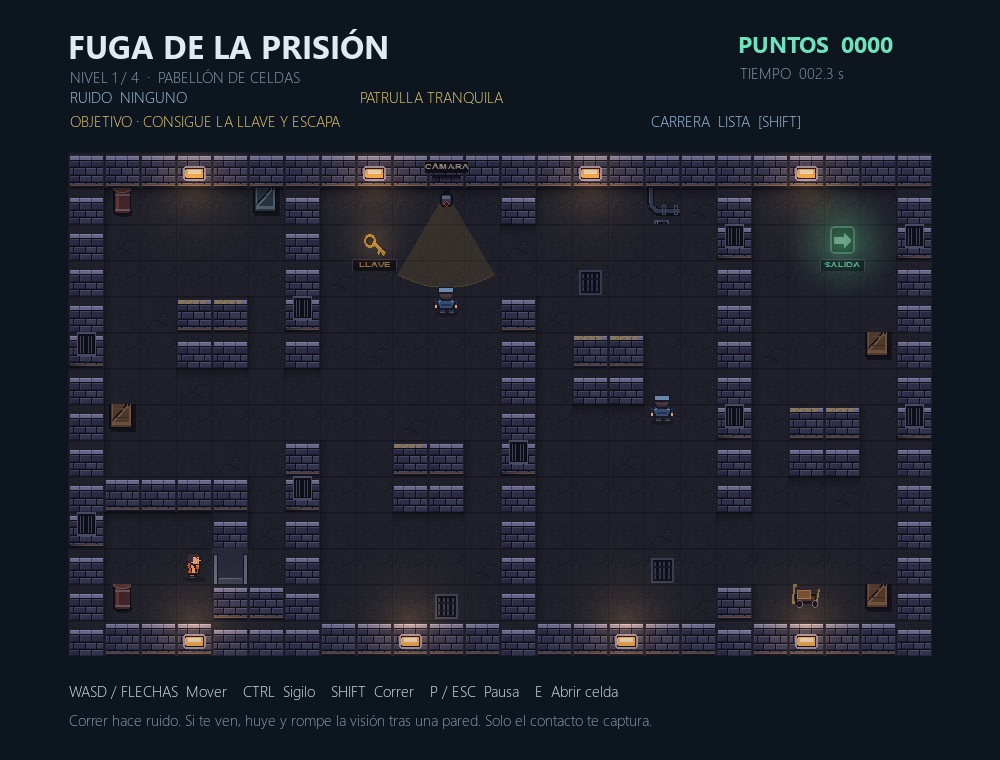 FUGA DE LA PRISIÓN
PUNTOS 0000
NIVEL 1 / 4 · PABELLÓN DE CELDAS
TIEMPO 002.3 s
RUIDO NINGUNO
PATRULLA TRANQUILA
OBJETIVO · CONSIGUE LA LLAVE Y ESCAPA
CARRERA LISTA [SHIFT]
CÁMARA
LLAVE
SALIDA
WASD / FLECHAS Mover CTRL Sigilo SHIFT Correr P / ESC Pausa E Abrir celda
Correr hace ruido. Si te ven, huye y rompe la visión tras una pared. Solo el contacto te captura.